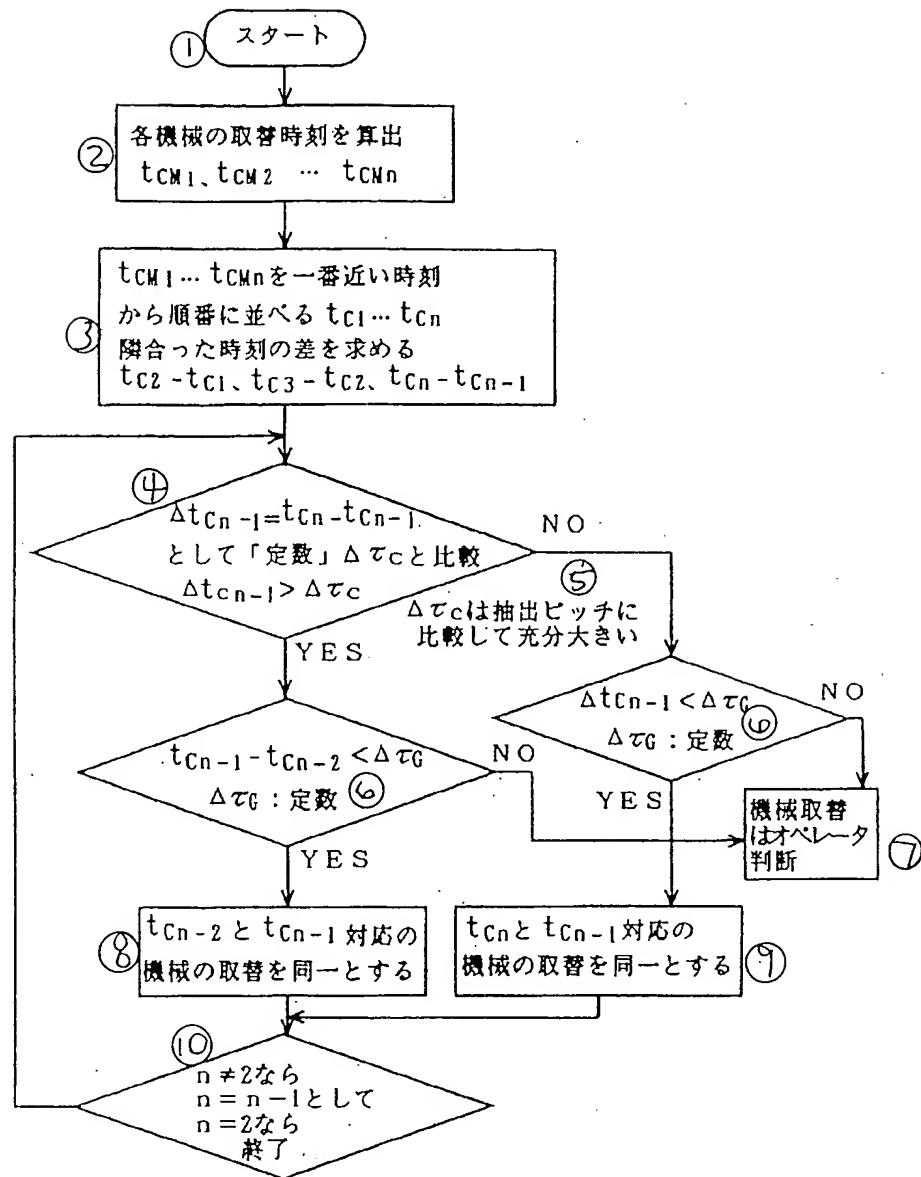 ① スタート
② 各機械の取替時刻を算出
tCM1、tCM2 … tCMn
③ tCM1…tCMnを一番近い時刻
から順番に並べる tC1…tCn
隣合った時刻の差を求める
tC2-tC1、tC3-tC2、tCn-tCn-1
④ ΔtCn-1=tCn-tCn-1
として「定数」ΔτCと比較
Δtcn-1>ΔτC
NO
⑤
ΔτCは抽出ピッチに
比較して充分大きい
YES
ΔtCn-1<ΔτG
ΔτG:定数 ⑥
NO
YES
tCn-1-tCn-2<ΔτG
ΔτG:定数 ⑥
NO
YES
機械取替
はオペレータ
判断
⑦
⑧ tCn-2とtCn-1対応の
機械の取替を同一とする
tCnとtCn-1対応の
機械の取替を同一とする ⑨
⑩
n≠2なら
n=n-1として
n=2なら
終了